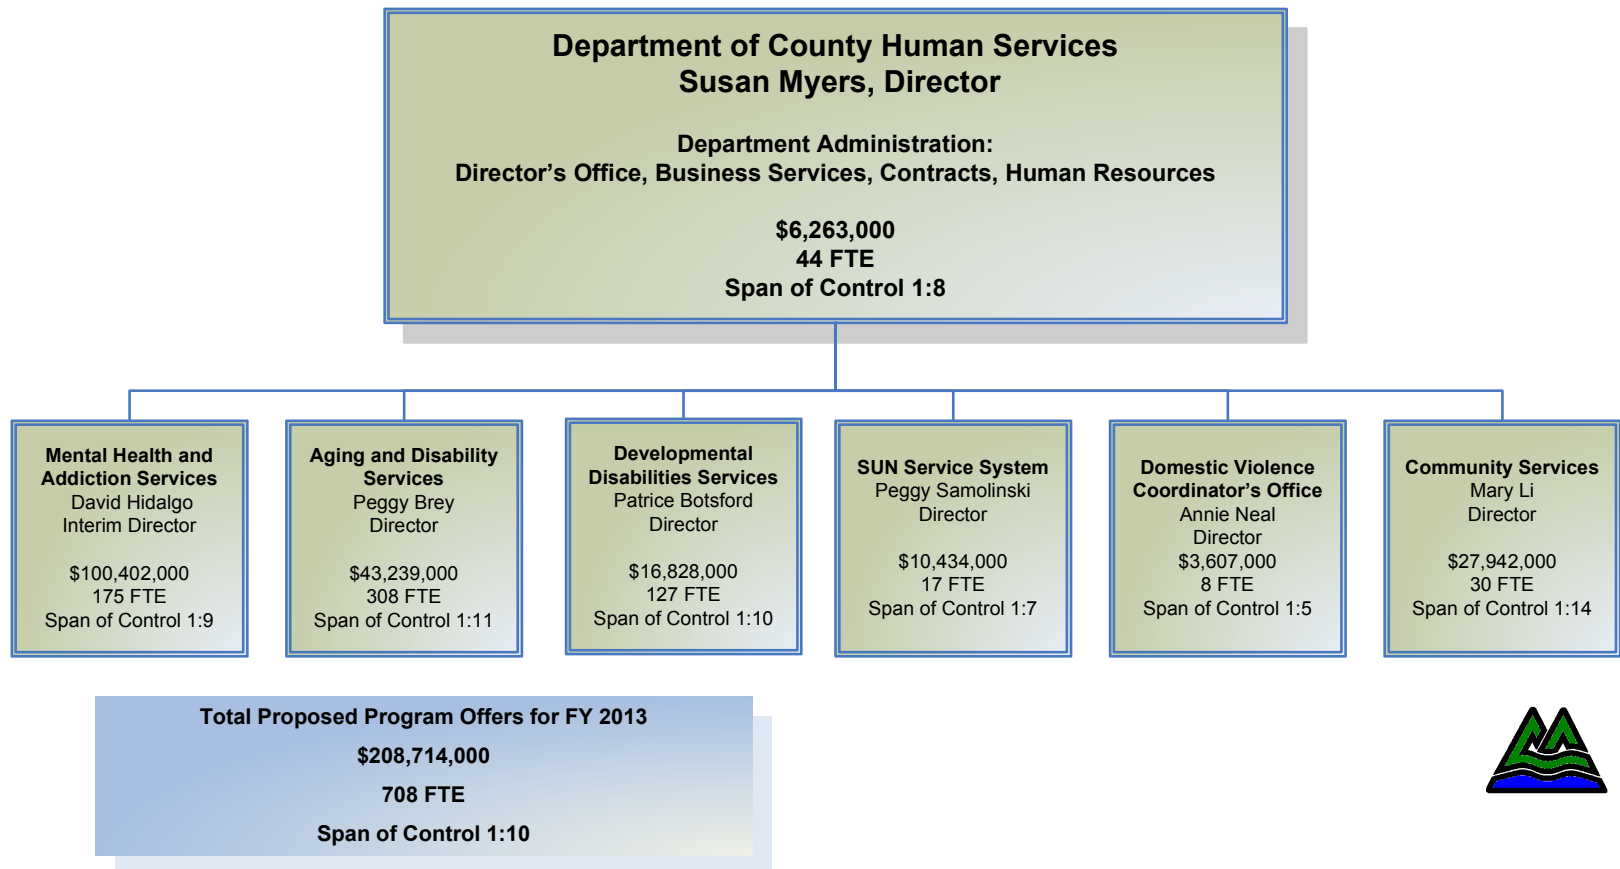 Department of County Human Services
Susan Myers, Director
Department Administration:
Director’s Office, Business Services, Contracts, Human Resources
$6,263,000
44 FTE
Span of Control 1:8
Mental Health and
Addiction Services
David Hidalgo
Interim Director
$100,402,000
175 FTE
Span of Control 1:9
Aging and Disability
Services
Peggy Brey
Director
$43,239,000
308 FTE
Span of Control 1:11
Developmental
Disabilities Services
Patrice Botsford
Director
$16,828,000
127 FTE
Span of Control 1:10
SUN Service System
Peggy Samolinski
Director
$10,434,000
17 FTE
Span of Control 1:7
Domestic Violence
Coordinator’s Office
Annie Neal
Director
$3,607,000
8 FTE
Span of Control 1:5
Community Services
Mary Li
Director
$27,942,000
30 FTE
Span of Control 1:14
Total Proposed Program Offers for FY 2013
$208,714,000
708 FTE
Span of Control 1:10